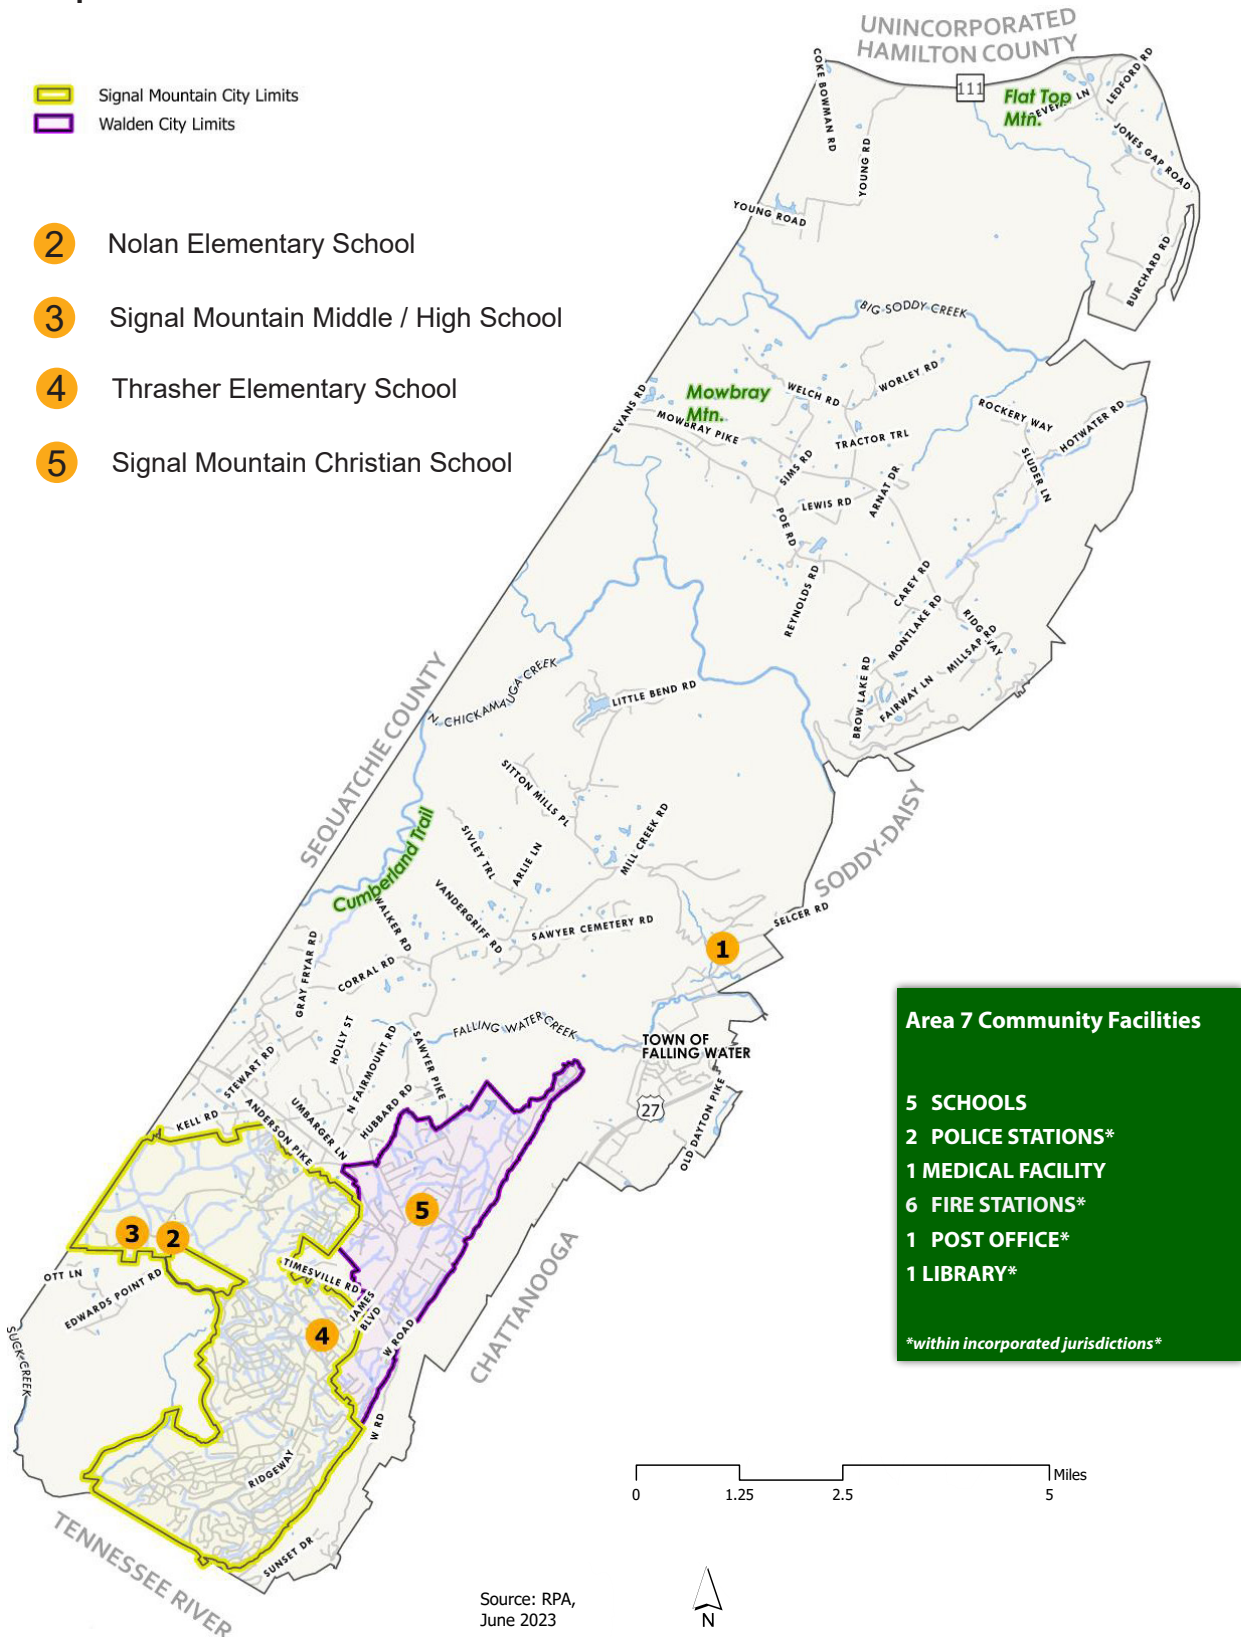 UNINCORPORATED
HAMILTON COUNTY
Signal Mountain City Limits
Walden City Limits
2 Nolan Elementary School
3 Signal Mountain Middle / High School
4 Thrasher Elementary School
5 Signal Mountain Christian School
COKE BOWMAN RD
YOUNG RD
111
Flat Top
Mtn.
LEDFORD RD
JONES GAP ROAD
YOUNG ROAD
BURCHARD RD
BIG SODDY CREEK
EVANS RD
Mowbray
Mtn.
MOWBRAY PIKE
WELCH RD
WORLEY RD
ROCKERY WAY
HOTWATER RD
TRACTOR TRL
SIMS RD
SLUDER LN
ARNAT DR
LEWIS RD
POE RD
REYNOLDS RD
CAREY RD
MONTLAKE RD
RIDGWAY
MILLSAP RD
BROW LAKE RD
FAIRWAY LN
N. CHICKAMAUGA CREEK
LITTLE BEND RD
SEQUATCHIE COUNTY
SITTON MILLS PL
MILL CREEK RD
SODDY-DAISY
SIVLEY TRL
ARLIE LN
Cumberland Trail
VANDERGRIFF RD
WALKER RD
SAWYER CEMETERY RD
SELCER RD
1
GRAY FRYAR RD
CORRAL RD
HOLLY ST
N FAIRMOUNT RD
SAWYER PIKE
FALLING WATER CREEK
TOWN OF
FALLING WATER
STEWART RD
UMBARGER LN
HUBBARD RD
27
OLD DAYTON PIKE
KELL RD
ANDERSON PIKE
5
3
2
OTT LN
EDWARDS POINT RD
TIMESVILLE RD
JAMES
BLVD
4
W ROAD
CHATTANOOGA
SUCK CREEK
W RD
RIDGEWAY
SUNSET DR
TENNESSEE RIVER
Area 7 Community Facilities
5 SCHOOLS
2 POLICE STATIONS*
1 MEDICAL FACILITY
6 FIRE STATIONS*
1 POST OFFICE*
1 LIBRARY*
*within incorporated jurisdictions*
Miles
0 1.25 2.5 5
Source: RPA,
June 2023
N